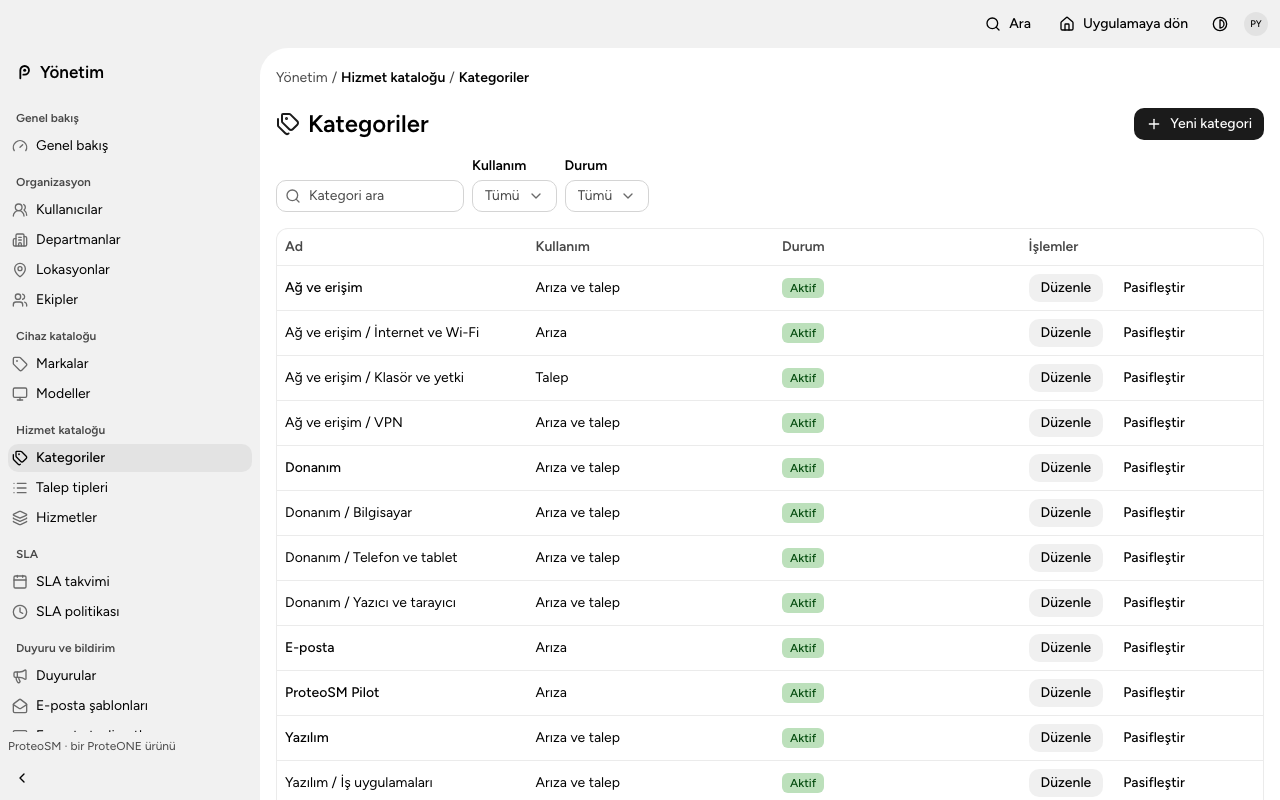 Ara
Uygulamaya dön
PY
Yönetim
Genel bakış
Genel bakış
Organizasyon
Kullanıcılar
Departmanlar
Lokasyonlar
Ekipler
Cihaz kataloğu
Markalar
Modeller
Hizmet kataloğu
Kategoriler
Talep tipleri
Hizmetler
SLA
SLA takvimi
SLA politikası
Duyuru ve bildirim
Duyurular
E-posta şablonları
ProteoSM · bir ProteONE ürünü
Yönetim / Hizmet kataloğu / Kategoriler
Kategoriler
Yeni kategori
Kullanım Durum
Kategori ara Tümü Tümü
Ad Kullanım Durum İşlemler
Ağ ve erişim Arıza ve talep Aktif Düzenle Pasifleştir
Ağ ve erişim / İnternet ve Wi-Fi Arıza Aktif Düzenle Pasifleştir
Ağ ve erişim / Klasör ve yetki Talep Aktif Düzenle Pasifleştir
Ağ ve erişim / VPN Arıza ve talep Aktif Düzenle Pasifleştir
Donanım Arıza ve talep Aktif Düzenle Pasifleştir
Donanım / Bilgisayar Arıza ve talep Aktif Düzenle Pasifleştir
Donanım / Telefon ve tablet Arıza ve talep Aktif Düzenle Pasifleştir
Donanım / Yazıcı ve tarayıcı Arıza ve talep Aktif Düzenle Pasifleştir
E-posta Arıza Aktif Düzenle Pasifleştir
ProteoSM Pilot Arıza Aktif Düzenle Pasifleştir
Yazılım Arıza ve talep Aktif Düzenle Pasifleştir
Yazılım / İş uygulamaları Arıza ve talep Aktif Düzenle Pasifleştir